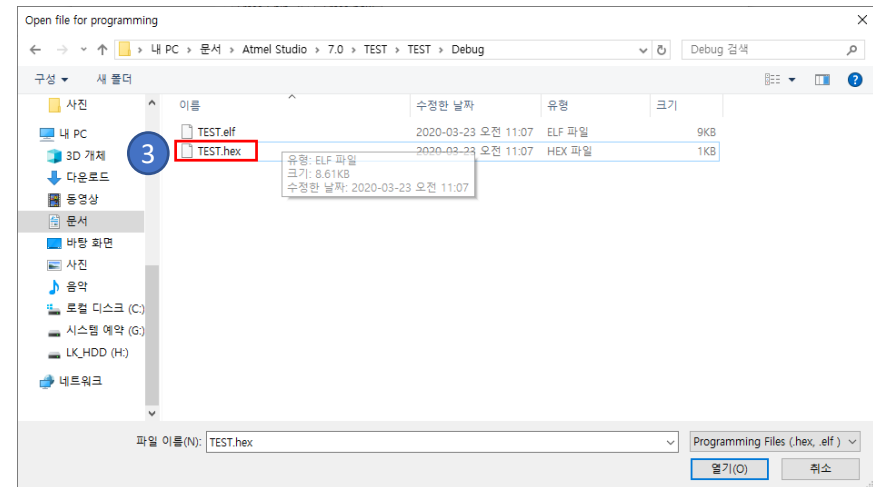 Open file for programming
내 PC › 문서 › Atmel Studio › 7.0 › TEST › TEST › Debug
Debug 검색
구성 새 폴더
이름 수정한 날짜 유형 크기
사진
내 PC
3D 개체
다운로드
동영상
문서
바탕 화면
사진
음악
로컬 디스크 (C:)
시스템 예약 (G:)
LK_HDD (H:)
네트워크
TEST.elf 2020-03-23 오전 11:07 ELF 파일 9KB
3 TEST.hex 2020-03-23 오전 11:07 HEX 파일 1KB
유형: ELF 파일
크기: 8.61KB
수정한 날짜: 2020-03-23 오전 11:07
파일 이름(N): TEST.hex Programming Files (.hex, .elf )
열기(O) 취소